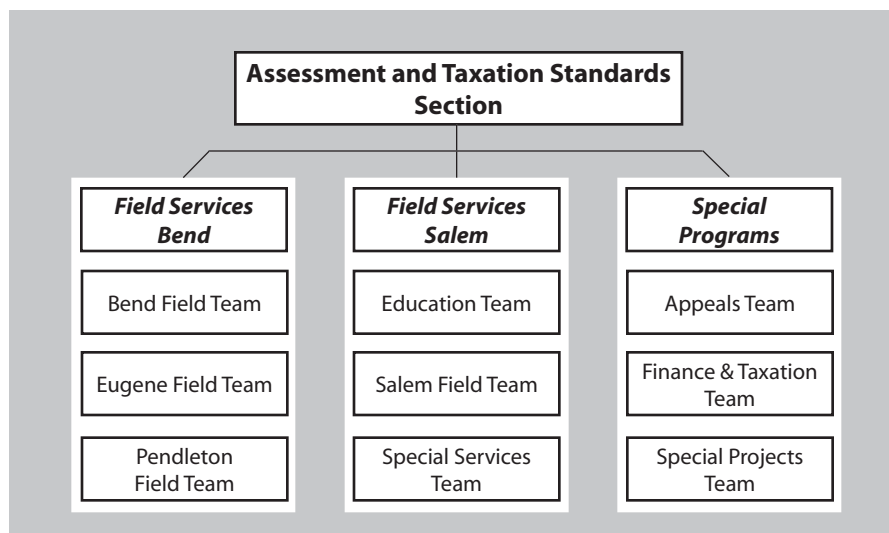 Assessment and Taxation Standards
Section
Field Services
Bend
Bend Field Team
Eugene Field Team
Pendleton
Field Team
Field Services
Salem
Education Team
Salem Field Team
Special Services
Team
Special
Programs
Appeals Team
Finance & Taxation
Team
Special Projects
Team